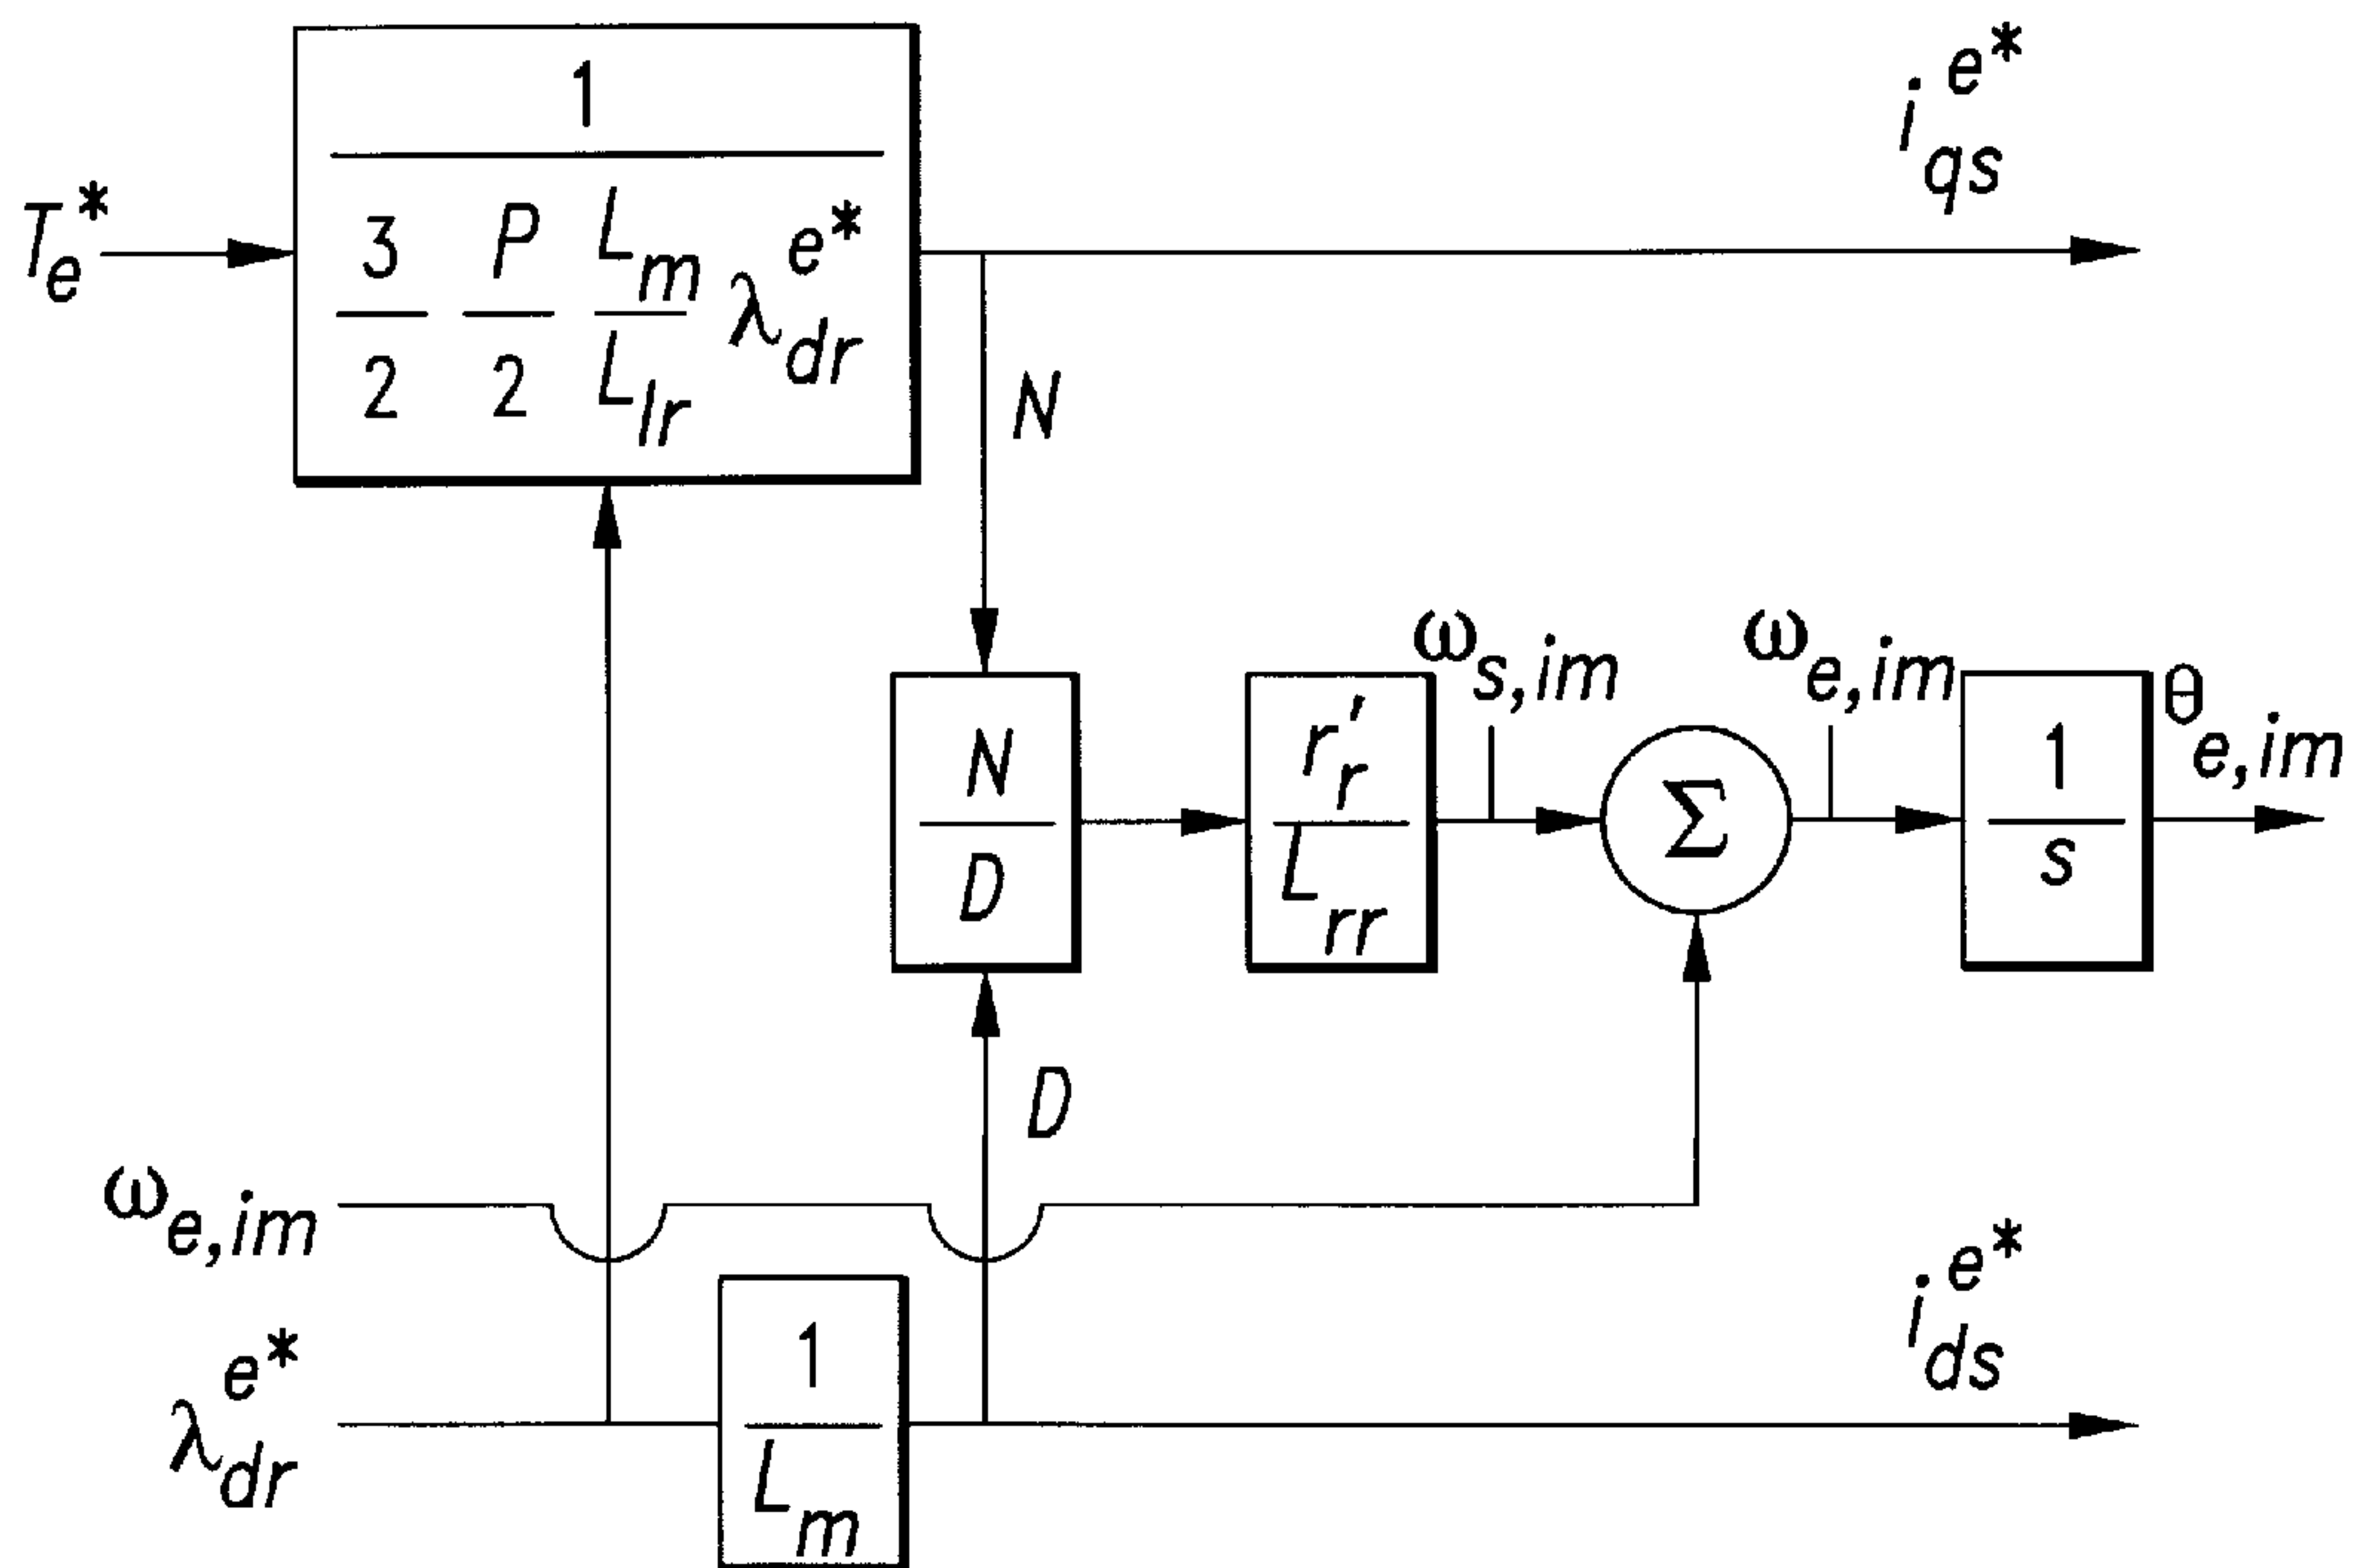 T_e^*
1
3/2 P/2 L_m/L_lr λ_dr^e*
i_qs^e*
N
N/D
r'_r/L_rr
ω_s,im
Σ
ω_e,im
1/s
θ_e,im
D
ω_e,im
λ_dr^e*
1/L_m
i_ds^e*